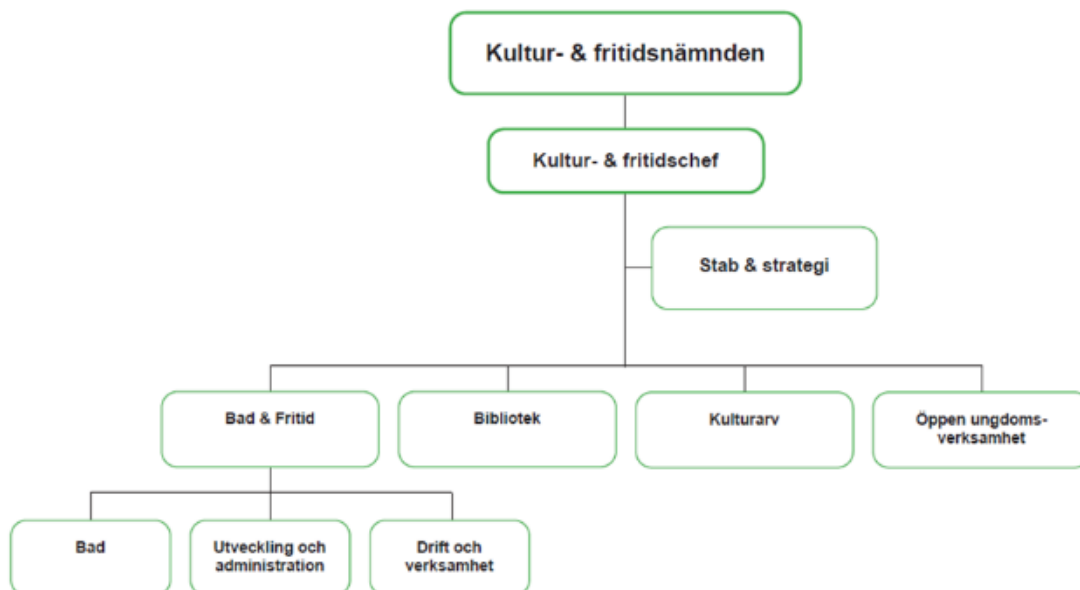 Kultur- & fritidsnämnden
Kultur- & fritidschef
Stab & strategi
Bad & Fritid
Bibliotek
Kulturarv
Öppen ungdoms-
verksamhet
Bad
Utveckling och
administration
Drift och
verksamhet